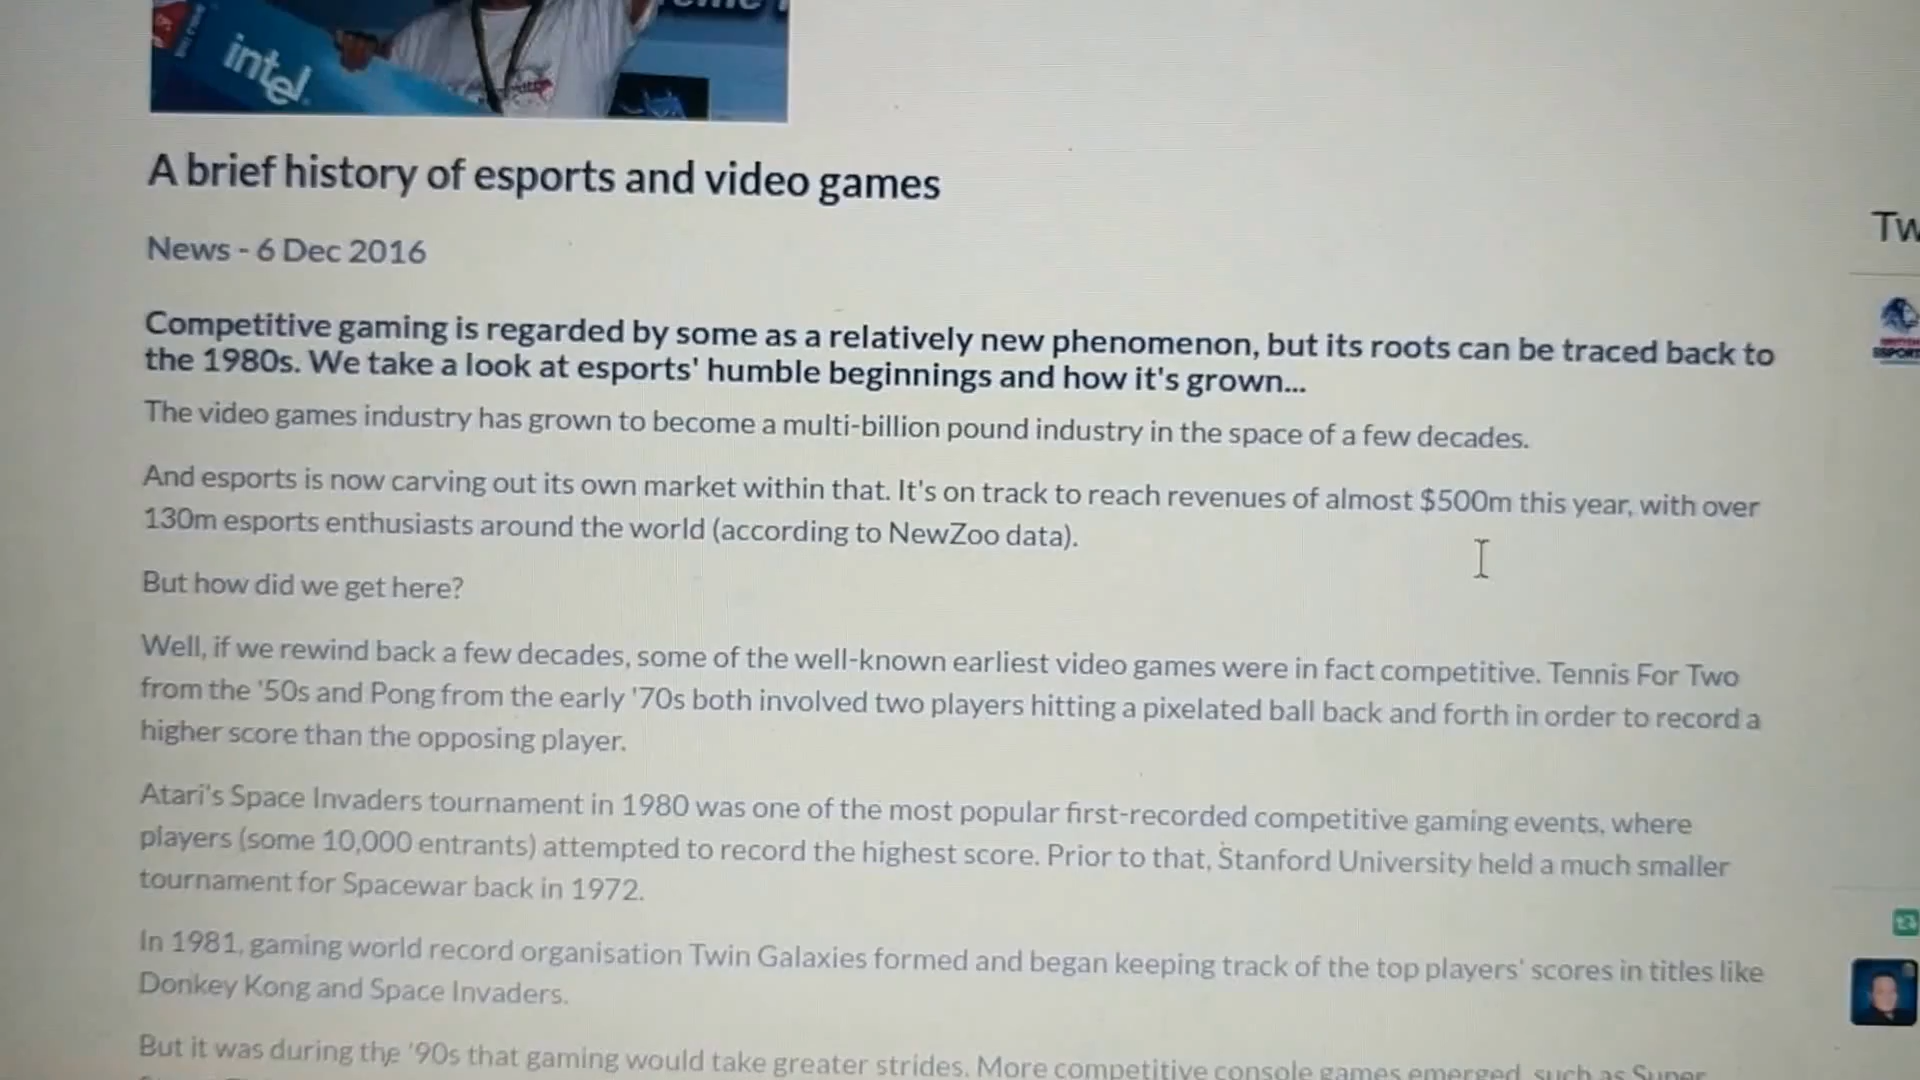 intel
A brief history of esports and video games
Tw
News - 6 Dec 2016
Competitive gaming is regarded by some as a relatively new phenomenon, but its roots can be traced back to
the 1980s. We take a look at esports' humble beginnings and how it's grown...
The video games industry has grown to become a multi-billion pound industry in the space of a few decades.
And esports is now carving out its own market within that. It's on track to reach revenues of almost $500m this year, with over
130m esports enthusiasts around the world (according to NewZoo data).
But how did we get here?
Well, if we rewind back a few decades, some of the well-known earliest video games were in fact competitive. Tennis For Two
from the '50s and Pong from the early '70s both involved two players hitting a pixelated ball back and forth in order to record a
higher score than the opposing player.
Atari's Space Invaders tournament in 1980 was one of the most popular first-recorded competitive gaming events, where
players (some 10,000 entrants) attempted to record the highest score. Prior to that, Stanford University held a much smaller
tournament for Spacewar back in 1972.
In 1981, gaming world record organisation Twin Galaxies formed and began keeping track of the top players' scores in titles like
Donkey Kong and Space Invaders.
But it was during the '90s that gaming would take greater strides. More competitive console games emerged, such as Super